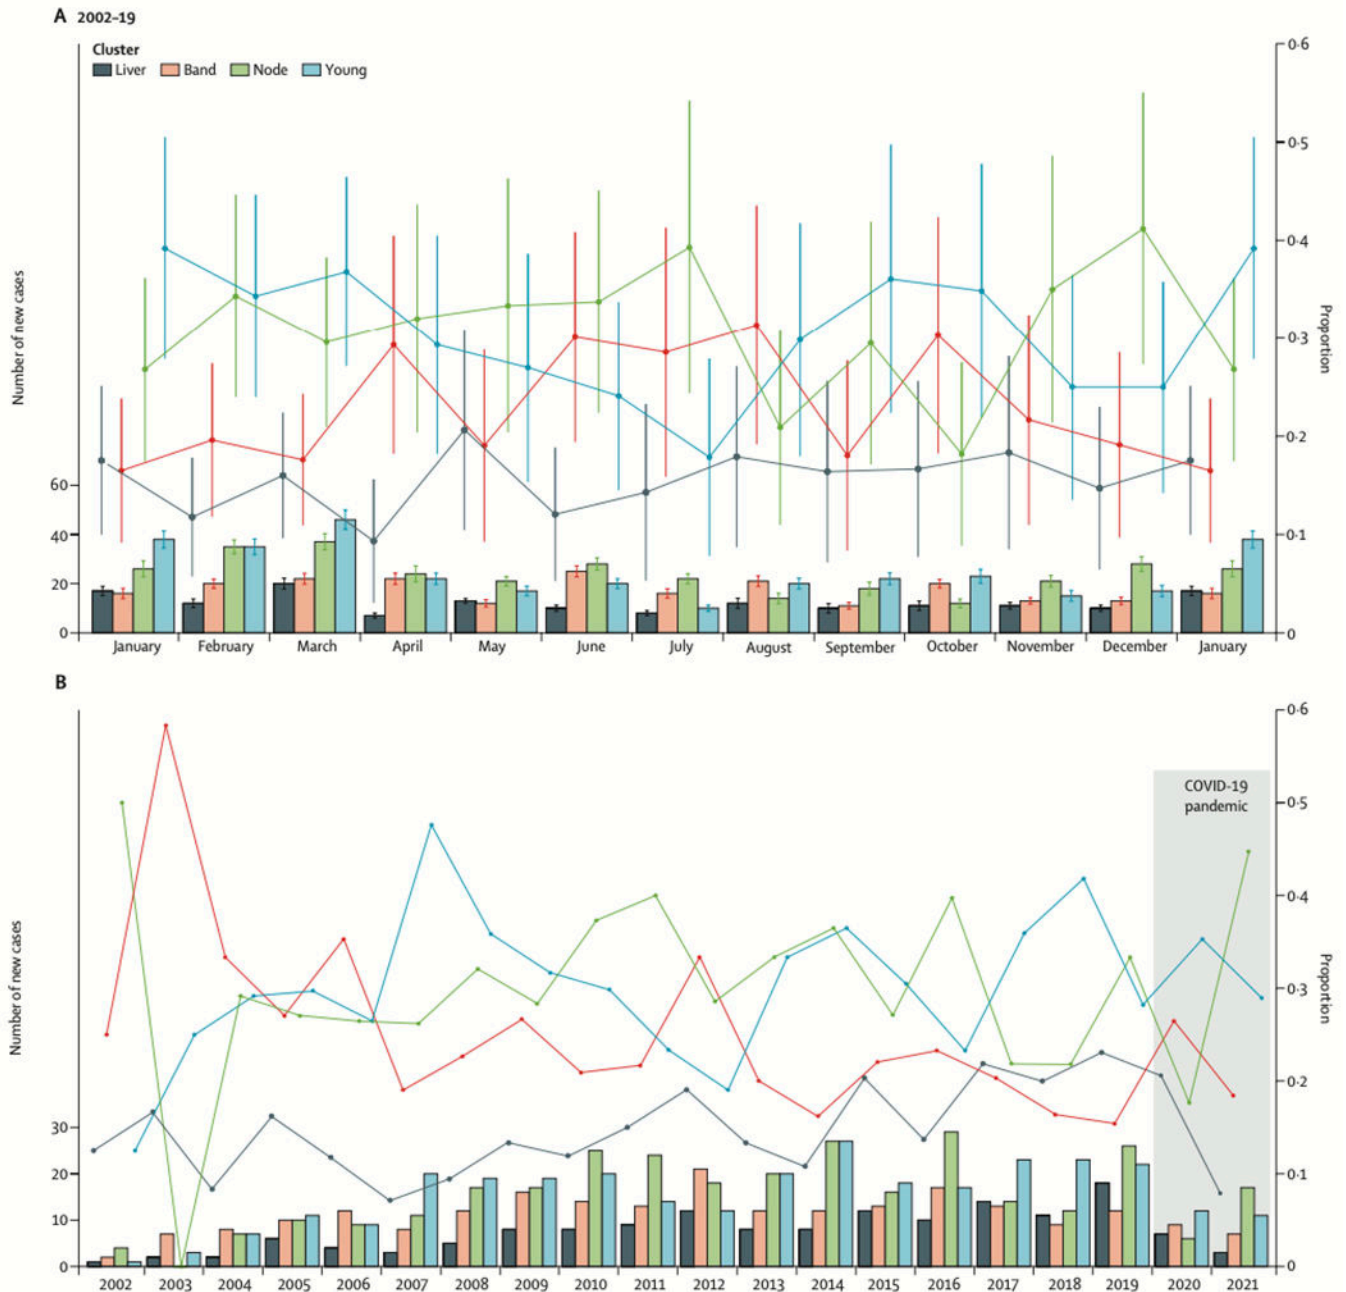 A 2002–19
Cluster
Liver Band Node Young
Number of new cases
60
40
20
0
0·6
0·5
0·4
0·3
0·2
0·1
0
Proportion
January February March April May June July August September October November December January
B
COVID-19
pandemic
Number of new cases
30
20
10
0
0·6
0·5
0·4
0·3
0·2
0·1
0
Proportion
2002 2003 2004 2005 2006 2007 2008 2009 2010 2011 2012 2013 2014 2015 2016 2017 2018 2019 2020 2021